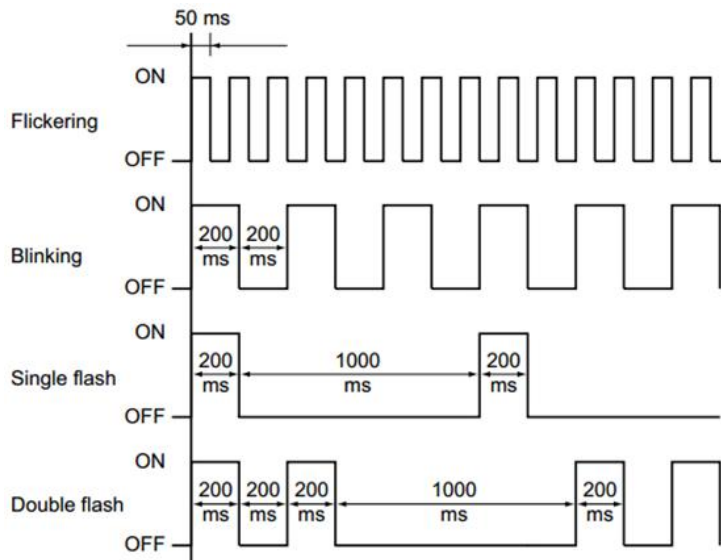 50 ms
ON
Flickering
OFF
ON
200 200
ms ms
Blinking
OFF
ON
200 1000 200
ms ms ms
Single flash
OFF
ON
200 200 200 1000 200
ms ms ms ms ms
Double flash
OFF